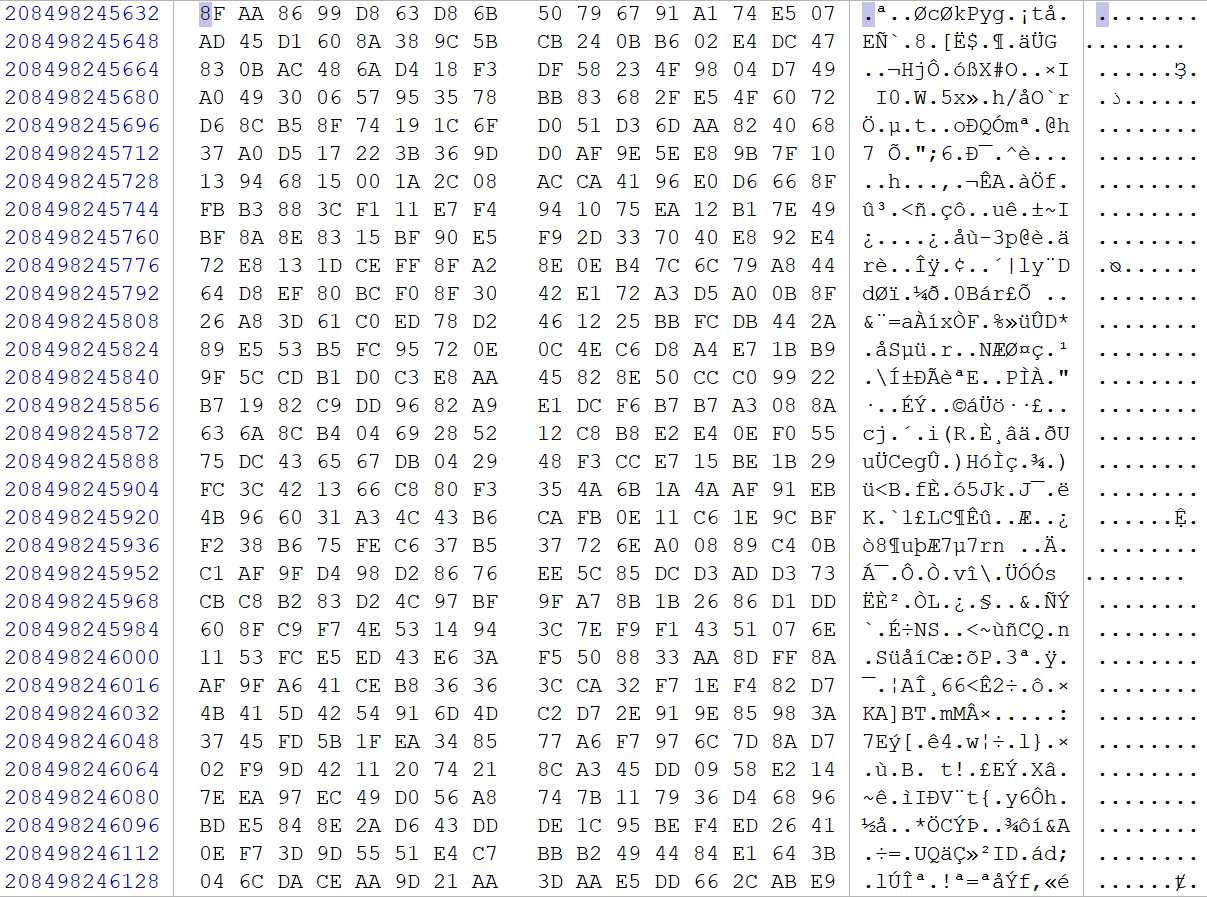 208498245632 8F AA 86 99 D8 63 D8 6B 50 79 67 91 A1 74 E5 07 .ª..ØcØkPyg.¡tå. ........
208498245648 AD 45 D1 60 8A 38 9C 5B CB 24 0B B6 02 E4 DC 47 EÑ`.8.[Ë$.¶.äÜG ........
208498245664 83 0B AC 48 6A D4 18 F3 DF 58 23 4F 98 04 D7 49 ..¬HjÔ.óßX#O..×I ......Ҙ.
208498245680 A0 49 30 06 57 95 35 78 BB 83 68 2F E5 4F 60 72 I0.W.5x».h/åO`r
208498245696 D6 8C B5 8F 74 19 1C 6F D0 51 D3 6D AA 82 40 68 Ö.µ.t..oÐQÓmª.@h ........
208498245712 37 A0 D5 17 22 3B 36 9D D0 AF 9E 5E E8 9B 7F 10 7 Õ.";6.Ð¯.^è... ........
208498245728 13 94 68 15 00 1A 2C 08 AC CA 41 96 E0 D6 66 8F ..h...,.¬ÊA.àÖf. ........
208498245744 FB B3 88 3C F1 11 E7 F4 94 10 75 EA 12 B1 7E 49 û³.<ñ.çô..uê.±~I ........
208498245760 BF 8A 8E 83 15 BF 90 E5 F9 2D 33 70 40 E8 92 E4 ¿....¿.åù-3p@è.ä ........
208498245776 72 E8 13 1D CE FF 8F A2 8E 0E B4 7C 6C 79 A8 44 rè..Îÿ.¢..´|ly¨D
208498245792 64 D8 EF 80 BC F0 8F 30 42 E1 72 A3 D5 A0 0B 8F dØï.¼ð.0Bár£Õ .. ........
208498245808 26 A8 3D 61 C0 ED 78 D2 46 12 25 BB FC DB 44 2A &¨=aÀíxÒF.%»üÛD* ........
208498245824 89 E5 53 B5 FC 95 72 0E 0C 4E C6 D8 A4 E7 1B B9 .åSµü.r..NÆØ¤ç.¹ ........
208498245840 9F 5C CD B1 D0 C3 E8 AA 45 82 8E 50 CC C0 99 22 .\Í±ÐÃèªE..PÌÀ." ........
208498245856 B7 19 82 C9 DD 96 82 A9 E1 DC F6 B7 B7 A3 08 8A ·..ÉÝ..©áÜö··£.. ........
208498245872 63 6A 8C B4 04 69 28 52 12 C8 B8 E2 E4 0E F0 55 cj.´.i(R.È¸âä.ðU ........
208498245888 75 DC 43 65 67 DB 04 29 48 F3 CC E7 15 BE 1B 29 uÜCegÛ.)HóÌç.¾.) ........
208498245904 FC 3C 42 13 66 C8 80 F3 35 4A 6B 1A 4A AF 91 EB ü<B.fÈ.ó5Jk.J¯.ë ........
208498245920 4B 96 60 31 A3 4C 43 B6 CA FB 0E 11 C6 1E 9C BF K.`1£LC¶Êû..Æ..¿
208498245936 F2 38 B6 75 FE C6 37 B5 37 72 6E A0 08 89 C4 0B ò8¶uþÆ7µ7rn ..Ä. ........
208498245952 C1 AF 9F D4 98 D2 86 76 EE 5C 85 DC D3 AD D3 73 Á¯.Ô.Ò.vî\.ÜÓÓs ........
208498245968 CB C8 B2 83 D2 4C 97 BF 9F A7 8B 1B 26 86 D1 DD ËÈ².ÒL.¿.§..&.ÑÝ ........
208498245984 60 8F C9 F7 4E 53 14 94 3C 7E F9 F1 43 51 07 6E `.É÷NS..<~ùñCQ.n ........
208498246000 11 53 FC E5 ED 43 E6 3A F5 50 88 33 AA 8D FF 8A .SüåíCæ:õP.3ª.ÿ. ........
208498246016 AF 9F A6 41 CE B8 36 36 3C CA 32 F7 1E F4 82 D7 ¯.¦AÎ¸66<Ê2÷.ô.× ........
208498246032 4B 41 5D 42 54 91 6D 4D C2 D7 2E 91 9E 85 98 3A KA]BT.mMÂ×.....: ........
208498246048 37 45 FD 5B 1F EA 34 85 77 A6 F7 97 6C 7D 8A D7 7Eý[.ê4.w¦÷.l}.× ........
208498246064 02 F9 9D 42 11 20 74 21 8C A3 45 DD 09 58 E2 14 .ù.B. t!.£EÝ.Xâ. ........
208498246080 7E EA 97 EC 49 D0 56 A8 74 7B 11 79 36 D4 68 96 ~ê.ìIÐV¨t{.y6Ôh. ........
208498246096 BD E5 84 8E 2A D6 43 DD DE 1C 95 BE F4 ED 26 41 ½å..*ÖCÝÞ..¾ôí&A ........
208498246112 0E F7 3D 9D 55 51 E4 C7 BB B2 49 44 84 E1 64 3B .÷=.UQäÇ»²ID.ád; ........
208498246128 04 6C DA CE AA 9D 21 AA 3D AA E5 DD 66 2C AB E9 .lÚÎª.!ª=ªåÝf,«é